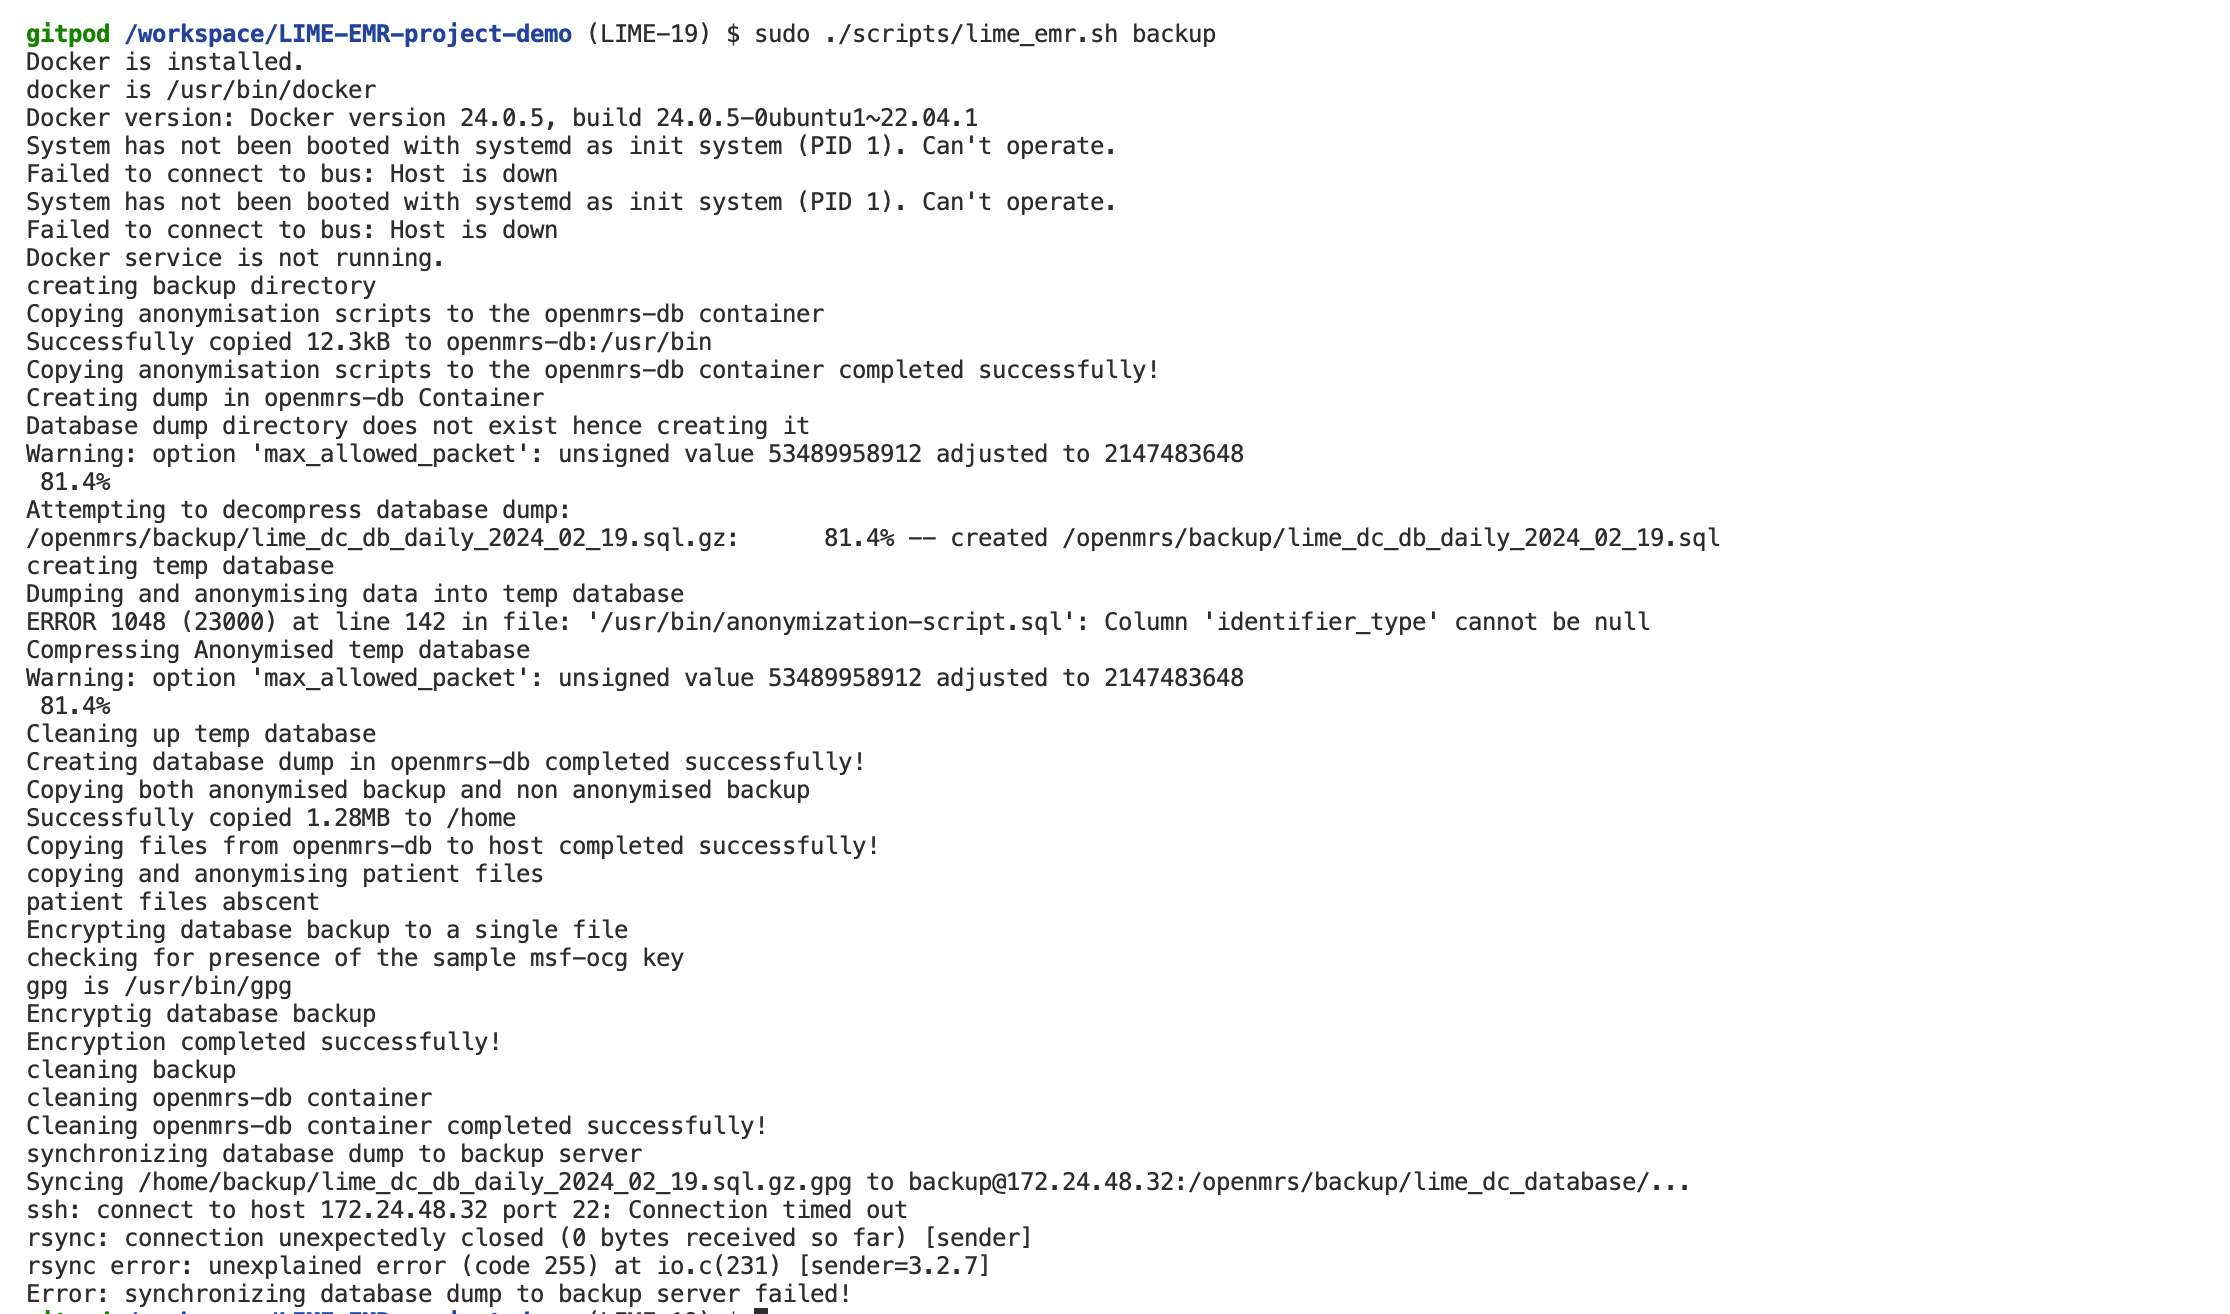 gitpod /workspace/LIME-EMR-project-demo (LIME-19) $ sudo ./scripts/lime_emr.sh backup
Docker is installed.
docker is /usr/bin/docker
Docker version: Docker version 24.0.5, build 24.0.5-0ubuntu1~22.04.1
System has not been booted with systemd as init system (PID 1). Can't operate.
Failed to connect to bus: Host is down
System has not been booted with systemd as init system (PID 1). Can't operate.
Failed to connect to bus: Host is down
Docker service is not running.
creating backup directory
Copying anonymisation scripts to the openmrs-db container
Successfully copied 12.3kB to openmrs-db:/usr/bin
Copying anonymisation scripts to the openmrs-db container completed successfully!
Creating dump in openmrs-db Container
Database dump directory does not exist hence creating it
Warning: option 'max_allowed_packet': unsigned value 53489958912 adjusted to 2147483648
 81.4%
Attempting to decompress database dump:
/openmrs/backup/lime_dc_db_daily_2024_02_19.sql.gz:      81.4% -- created /openmrs/backup/lime_dc_db_daily_2024_02_19.sql
creating temp database
Dumping and anonymising data into temp database
ERROR 1048 (23000) at line 142 in file: '/usr/bin/anonymization-script.sql': Column 'identifier_type' cannot be null
Compressing Anonymised temp database
Warning: option 'max_allowed_packet': unsigned value 53489958912 adjusted to 2147483648
 81.4%
Cleaning up temp database
Creating database dump in openmrs-db completed successfully!
Copying both anonymised backup and non anonymised backup
Successfully copied 1.28MB to /home
Copying files from openmrs-db to host completed successfully!
copying and anonymising patient files
patient files abscent
Encrypting database backup to a single file
checking for presence of the sample msf-ocg key
gpg is /usr/bin/gpg
Encryptig database backup
Encryption completed successfully!
cleaning backup
cleaning openmrs-db container
Cleaning openmrs-db container completed successfully!
synchronizing database dump to backup server
Syncing /home/backup/lime_dc_db_daily_2024_02_19.sql.gz.gpg to backup@172.24.48.32:/openmrs/backup/lime_dc_database/...
ssh: connect to host 172.24.48.32 port 22: Connection timed out
rsync: connection unexpectedly closed (0 bytes received so far) [sender]
rsync error: unexplained error (code 255) at io.c(231) [sender=3.2.7]
Error: synchronizing database dump to backup server failed!